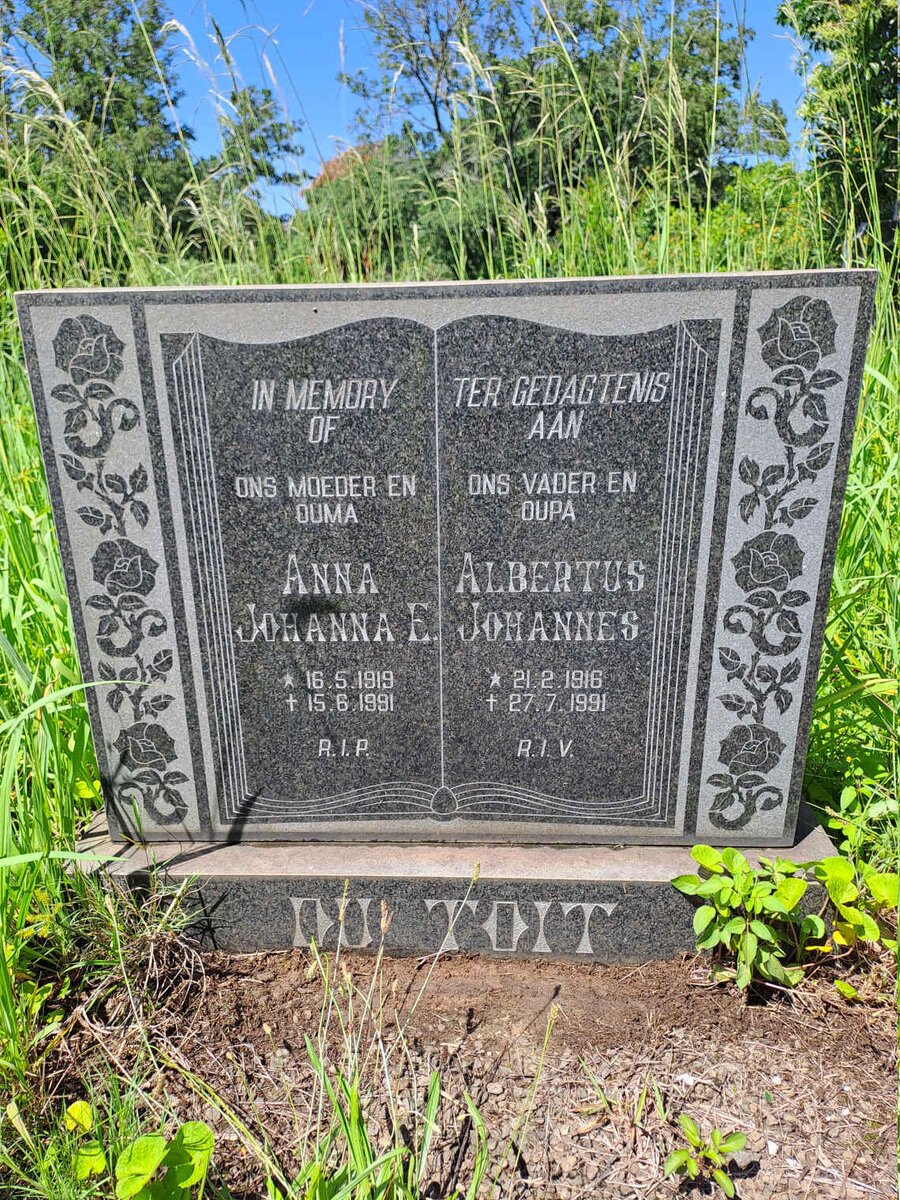 IN MEMORY
OF
ONS MOEDER EN
OUMA
ANNA
JOHANNA E.
* 16.5.1919
† 15.6.1991
R.I.P.
TER GEDAGTENIS
AAN
ONS VADER EN
OUPA
ALBERTUS
JOHANNES
* 21.2.1916
† 27.7.1991
R.I.V.
DU TOIT